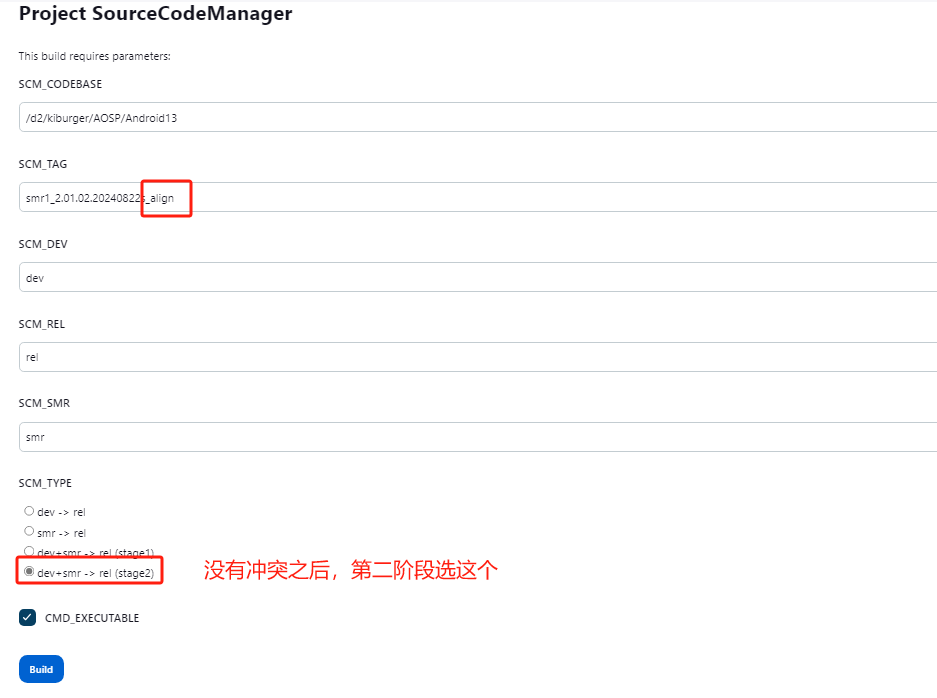 Project SourceCodeManager
This build requires parameters:
SCM_CODEBASE
/d2/kiburger/AOSP/Android13
SCM_TAG
smr1_2.01.02.20240822s_align
SCM_DEV
dev
SCM_REL
rel
SCM_SMR
smr
SCM_TYPE
dev -> rel
smr -> rel
dev+smr -> rel (stage1)
dev+smr -> rel (stage2)
没有冲突之后，第二阶段选这个
CMD_EXECUTABLE
Build